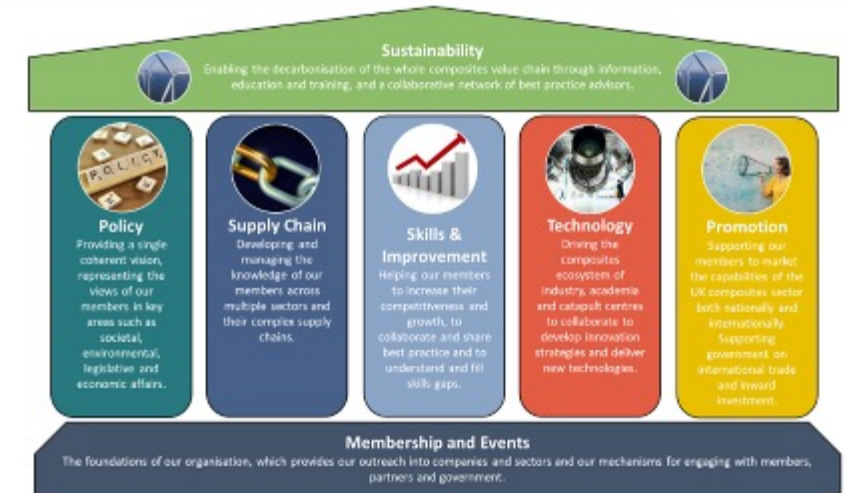 Sustainability
Enabling the decarbonisation of the whole composites value chain through information,
education and training, and a collaborative network of best practice advisors.
POLICY
Policy
Providing a single
coherent vision,
representing the
views of our
members in key
areas such as
societal,
environmental,
legislative and
economic affairs.
Supply Chain
Developing and
managing the
knowledge of our
members across
multiple sectors and
their complex supply
chains.
Skills &
Improvement
Helping our members
to increase their
competitiveness and
growth, to
collaborate and share
best practice and to
understand and fill
skills gaps.
Technology
Driving the
composites
ecosystem of
industry, academia
and catapult centres
to collaborate to
develop innovation
strategies and deliver
new technologies.
Promotion
Supporting our
members to market
the capabilities of the
UK composites sector
both nationally and
internationally.
Supporting
government on
international trade
and inward
investment.
Membership and Events
The foundations of our organisation, which provides our outreach into companies and sectors and our mechanisms for engaging with members,
partners and government.